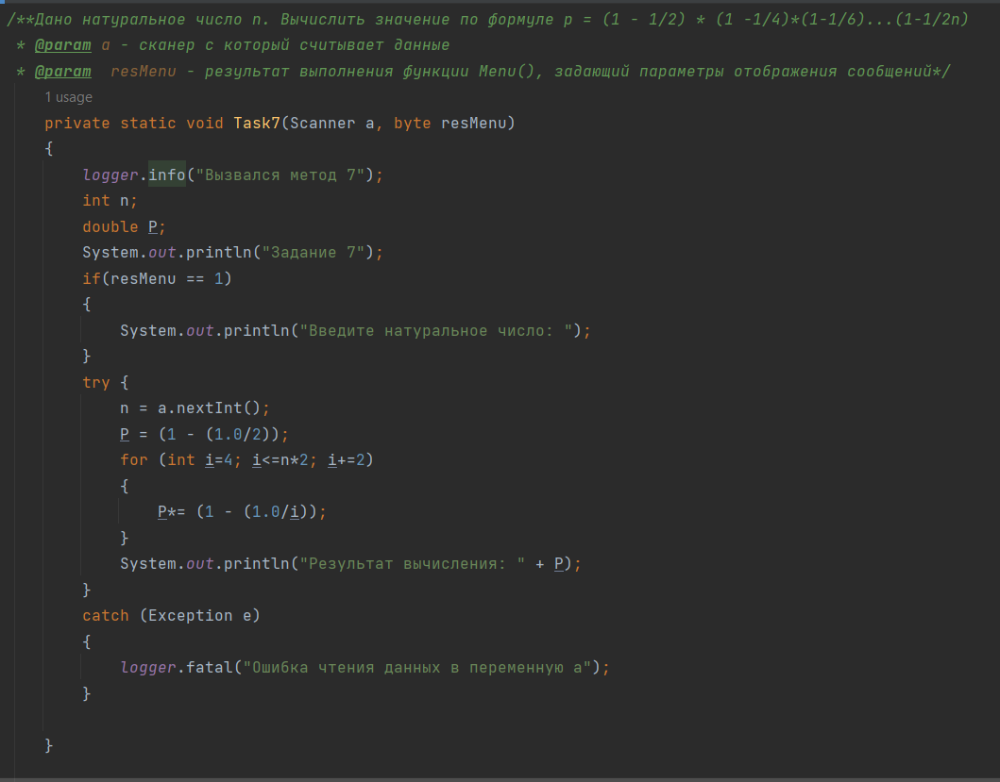 /**Дано натуральное число n. Вычислить значение по формуле p = (1 - 1/2) * (1 -1/4)*(1-1/6)...(1-1/2n)
* @param a - сканер с который считывает данные
* @param  resMenu - результат выполнения функции Menu(), задающий параметры отображения сообщений*/
1 usage
private static void Task7(Scanner a, byte resMenu)
{
logger.info("Вызвался метод 7");
int n;
double P;
System.out.println("Задание 7");
if(resMenu == 1)
{
System.out.println("Введите натуральное число: ");
}
try {
n = a.nextInt();
P = (1 - (1.0/2));
for (int i=4; i<=n*2; i+=2)
{
P*= (1 - (1.0/i));
}
System.out.println("Результат вычисления: " + P);
}
catch (Exception e)
{
logger.fatal("Ошибка чтения данных в переменную a");
}
}